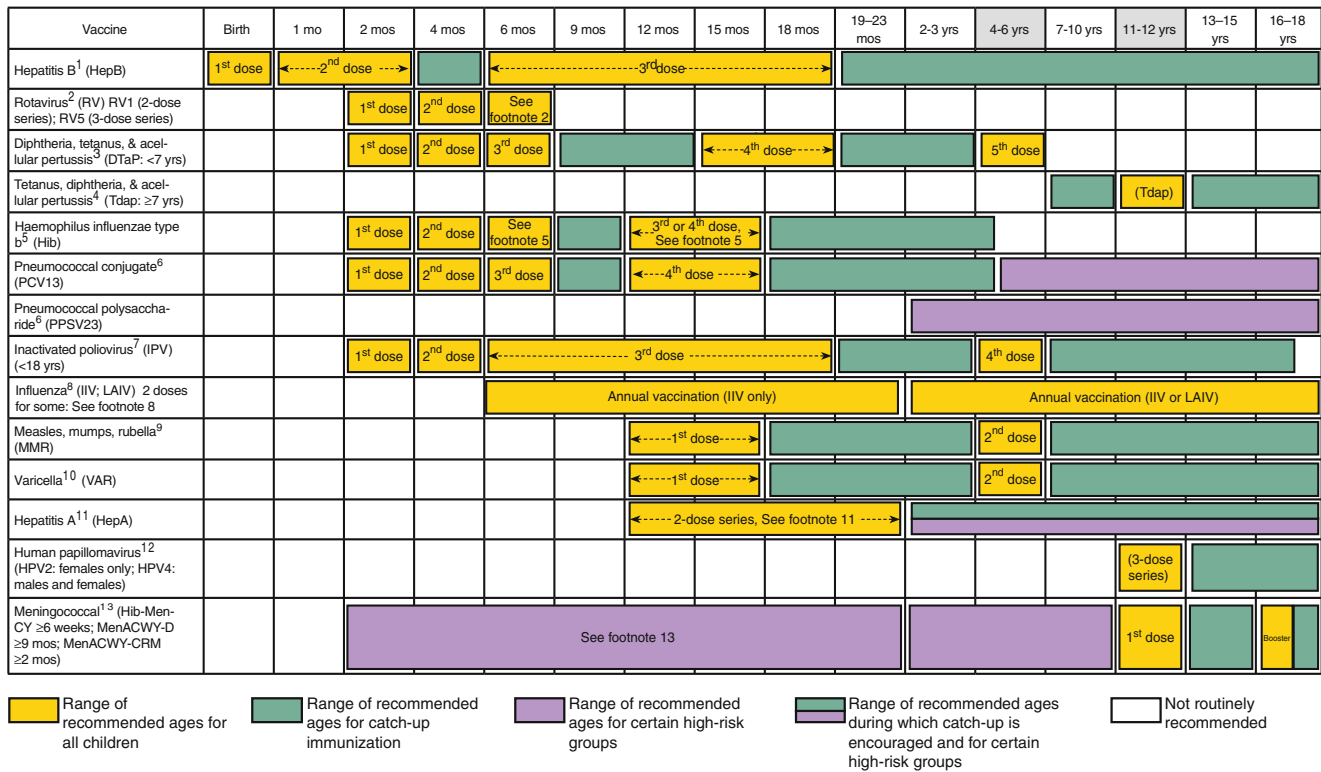 Vaccine Birth 1 mo 2 mos 4 mos 6 mos 9 mos 12 mos 15 mos 18 mos 19–23 mos 2-3 yrs 4-6 yrs 7-10 yrs 11-12 yrs 13–15 yrs 16–18 yrs
Hepatitis B1 (HepB) 1st dose 2nd dose 3rd dose
Rotavirus2 (RV) RV1 (2-dose
series); RV5 (3-dose series)
1st dose 2nd dose See
footnote 2
Diphtheria, tetanus, & acel-
lular pertussis3 (DTaP: <7 yrs)
1st dose 2nd dose 3rd dose 4th dose 5th dose
Tetanus, diphtheria, & acel-
lular pertussis4 (Tdap: ≥7 yrs)
(Tdap)
Haemophilus influenzae type
b5 (Hib)
1st dose 2nd dose See
footnote 5
3rd or 4th dose,
See footnote 5
Pneumococcal conjugate6
(PCV13)
1st dose 2nd dose 3rd dose 4th dose
Pneumococcal polysaccha-
ride6 (PPSV23)
Inactivated poliovirus7 (IPV)
(<18 yrs)
1st dose 2nd dose 3rd dose 4th dose
Influenza8 (IIV; LAIV) 2 doses
for some: See footnote 8
Annual vaccination (IIV only) Annual vaccination (IIV or LAIV)
Measles, mumps, rubella9
(MMR)
1st dose 2nd dose
Varicella10 (VAR) 1st dose 2nd dose
Hepatitis A11 (HepA) 2-dose series, See footnote 11
Human papillomavirus12
(HPV2: females only; HPV4:
males and females)
(3-dose
series)
Meningococcal13 (Hib-Men-
CY ≥6 weeks; MenACWY-D
≥9 mos; MenACWY-CRM
≥2 mos)
See footnote 13 1st dose Booster
Range of
recommended ages for
all children
Range of recommended
ages for catch-up
immunization
Range of recommended
ages for certain high-risk
groups
Range of recommended ages
during which catch-up is
encouraged and for certain
high-risk groups
Not routinely
recommended